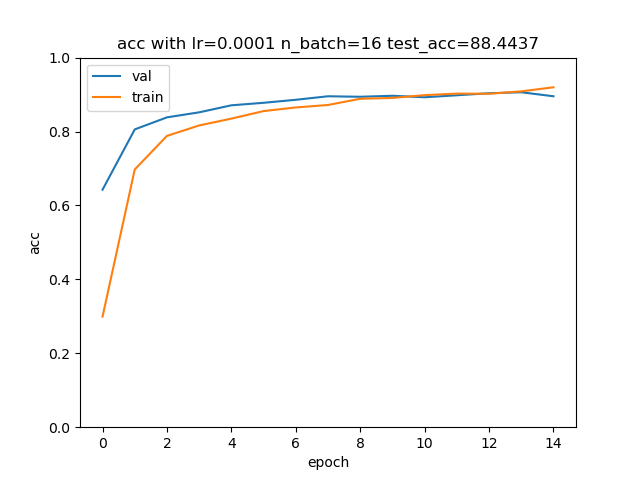 acc with lr=0.0001 n_batch=16 test_acc=88.4437
val
train
1.0
0.8
0.6
0.4
0.2
0.0
acc
0 2 4 6 8 10 12 14
epoch